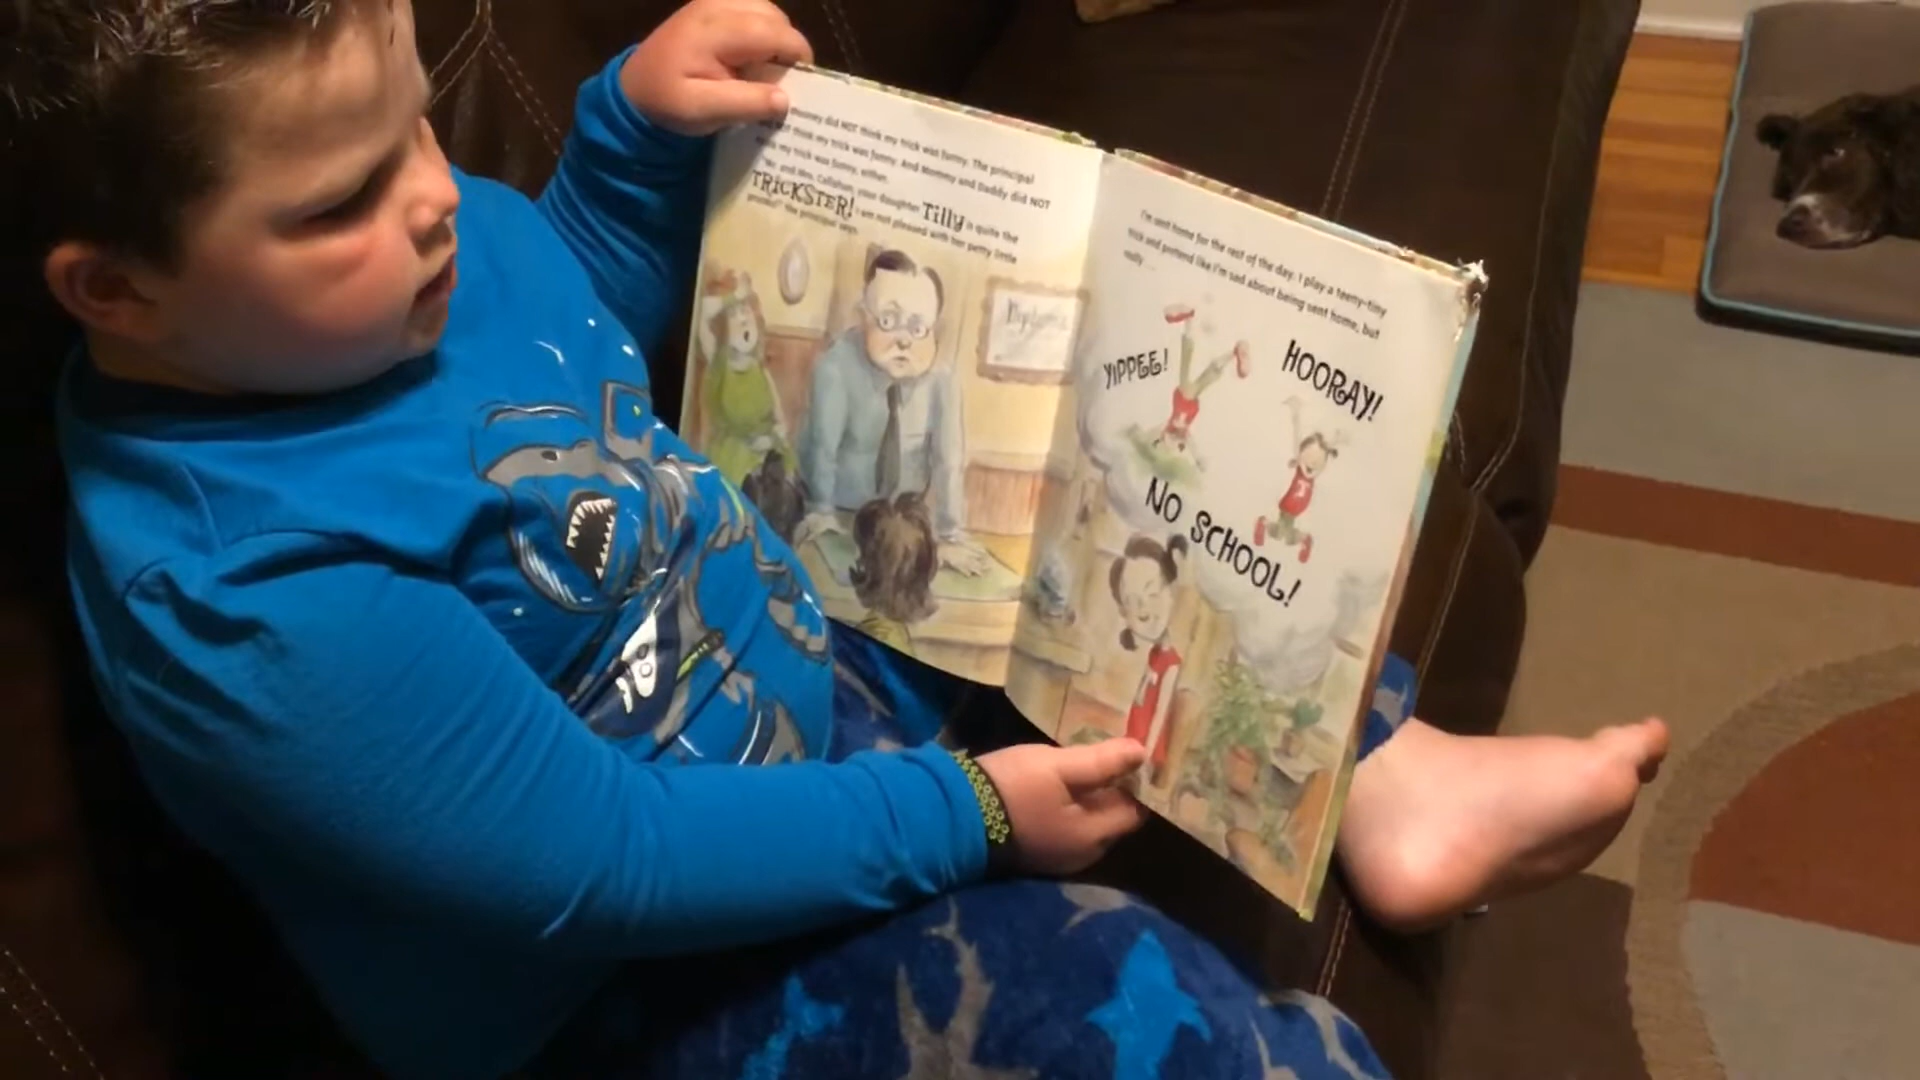 Mooney did NOT think my trick was funny. The principal
did NOT think my trick was funny. And Mommy and Daddy did NOT
think my trick was funny, either.
"Mr. and Mrs. Callahan, your daughter Tilly is quite the
TRICKSTER! I am not pleased with her petty little
pranks!" the principal says.
Diploma
I'm sent home for the rest of the day. I play a teeny-tiny
trick and pretend like I'm sad about being sent home, but
really ...
YIPPEE!
HOORAY!
NO SCHOOL!